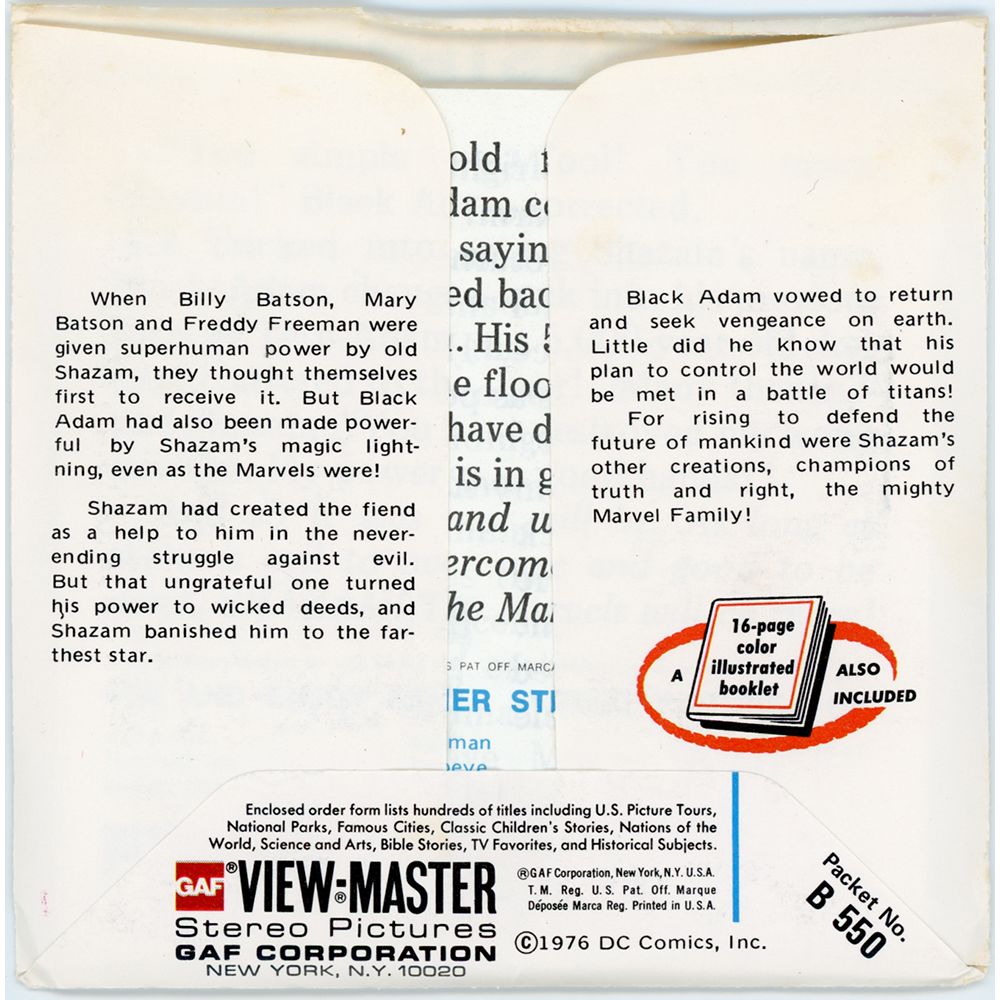 When Billy Batson, Mary
Batson and Freddy Freeman were
given superhuman power by old
Shazam, they thought themselves
first to receive it. But Black
Adam had also been made power-
ful by Shazam's magic light-
ning, even as the Marvels were!
Shazam had created the fiend
as a help to him in the never-
ending struggle against evil.
But that ungrateful one turned
his power to wicked deeds, and
Shazam banished him to the far-
thest star.
old
dam
sayin
ed bac
.. His 5
e floo
have d
is in g
and w
ercom
he Mar
S PAT OFF. MARCA
ER STE
man
eeve
Black Adam vowed to return
and seek vengeance on earth.
Little did he know that his
plan to control the world would
be met in a battle of titans!
For rising to defend the
future of mankind were Shazam's
other creations, champions of
truth and right, the mighty
Marvel Family!
A
16-page
color
illustrated
booklet
ALSO
INCLUDED
Enclosed order form lists hundreds of titles including U.S. Picture Tours,
National Parks, Famous Cities, Classic Children's Stories, Nations of the
World, Science and Arts, Bible Stories, TV Favorites, and Historical Subjects.
GAF ® VIEW-MASTER ®
Stereo Pictures
GAF CORPORATION
NEW YORK, N.Y. 10020
®GAF Corporation, New York, N.Y. U.S.A.
T. M. Reg. U. S. Pat. Off. Marque
Déposée Marca Reg. Printed in U.S.A.
©1976 DC Comics, Inc.
Packet No.
B 550